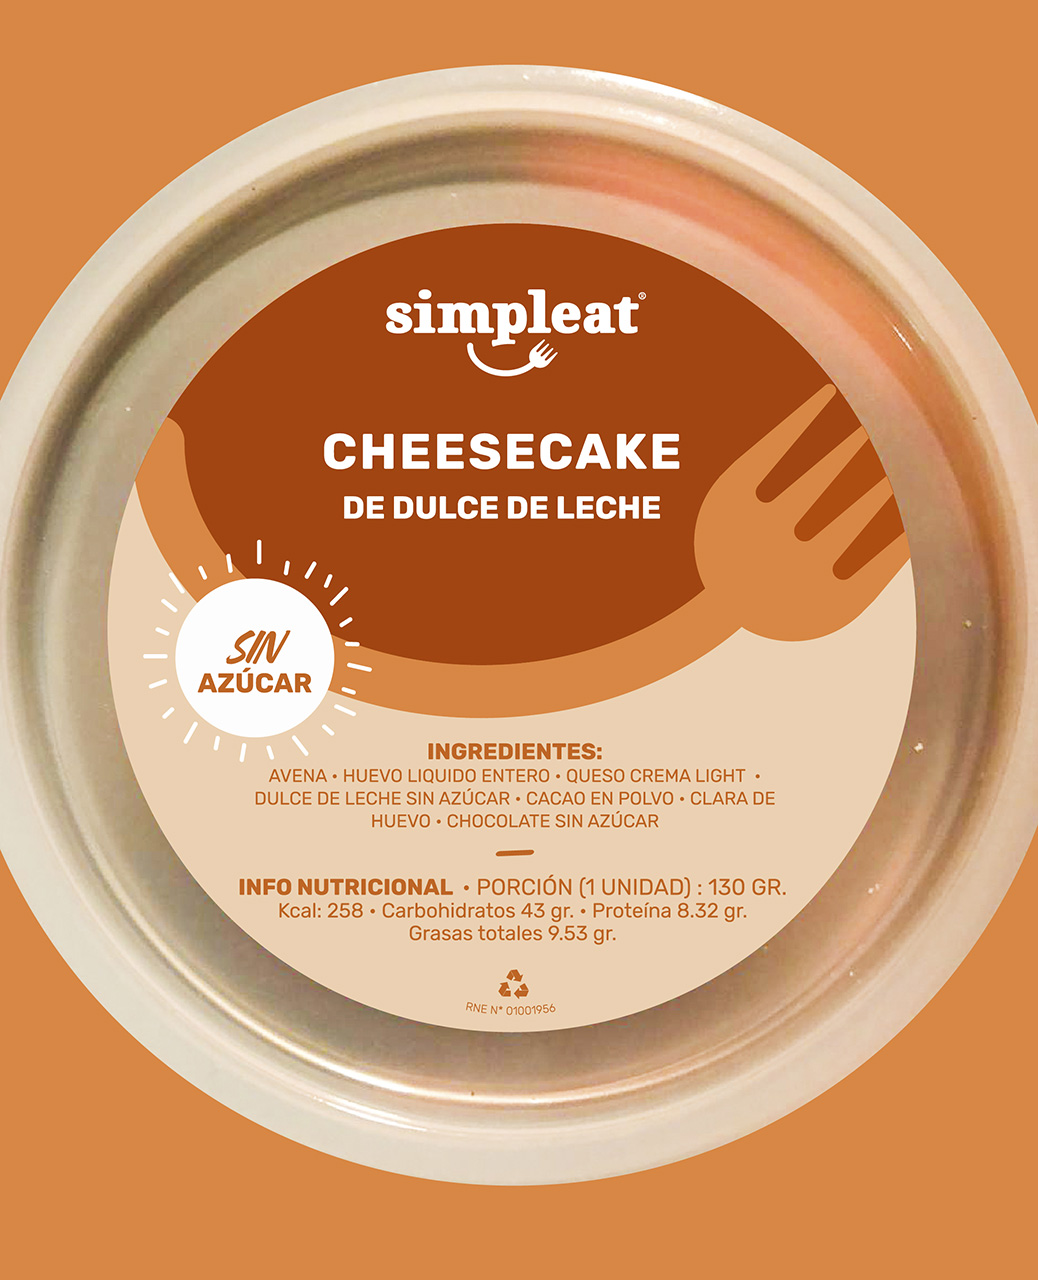 simpleat®
CHEESECAKE
DE DULCE DE LECHE
SIN
AZÚCAR
INGREDIENTES:
AVENA • HUEVO LIQUIDO ENTERO • QUESO CREMA LIGHT •
DULCE DE LECHE SIN AZÚCAR • CACAO EN POLVO • CLARA DE
HUEVO • CHOCOLATE SIN AZÚCAR
INFO NUTRICIONAL • PORCIÓN (1 UNIDAD) : 130 GR.
Kcal: 258 • Carbohidratos 43 gr. • Proteína 8.32 gr.
Grasas totales 9.53 gr.
RNE N° 01001956